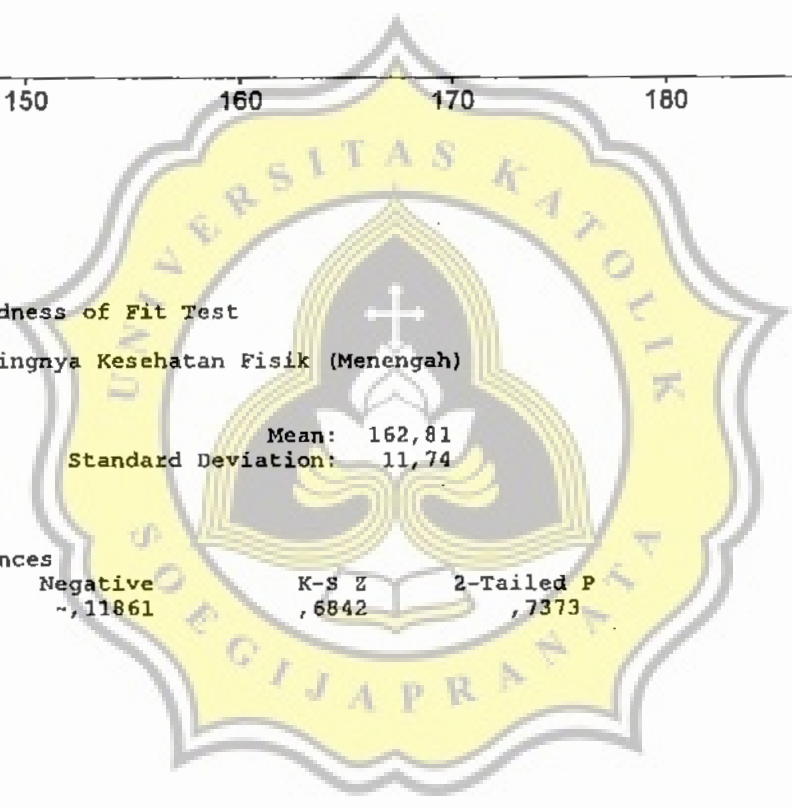 150 160 170 180
UNIVERSITAS KATOLIK
dness of Fit Test
ingnya Kesehatan Fisik (Menengah)
Mean: 162,81
Standard Deviation: 11,74
nces
Negative K-S Z 2-Tailed P
~,11861 ,6842 ,7373
SOEGIJAPRANATA